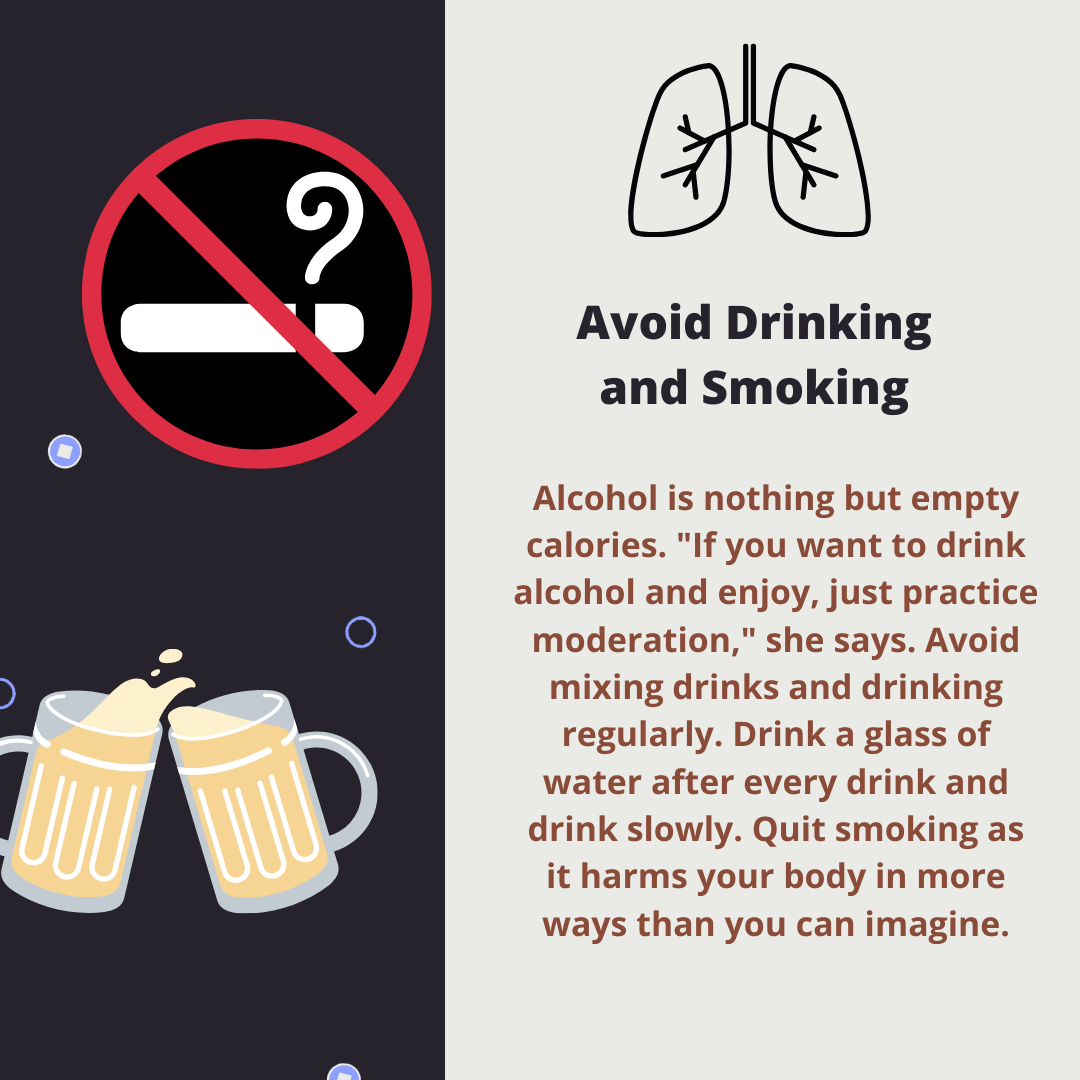 Avoid Drinking
and Smoking
Alcohol is nothing but empty
calories. "If you want to drink
alcohol and enjoy, just practice
moderation," she says. Avoid
mixing drinks and drinking
regularly. Drink a glass of
water after every drink and
drink slowly. Quit smoking as
it harms your body in more
ways than you can imagine.